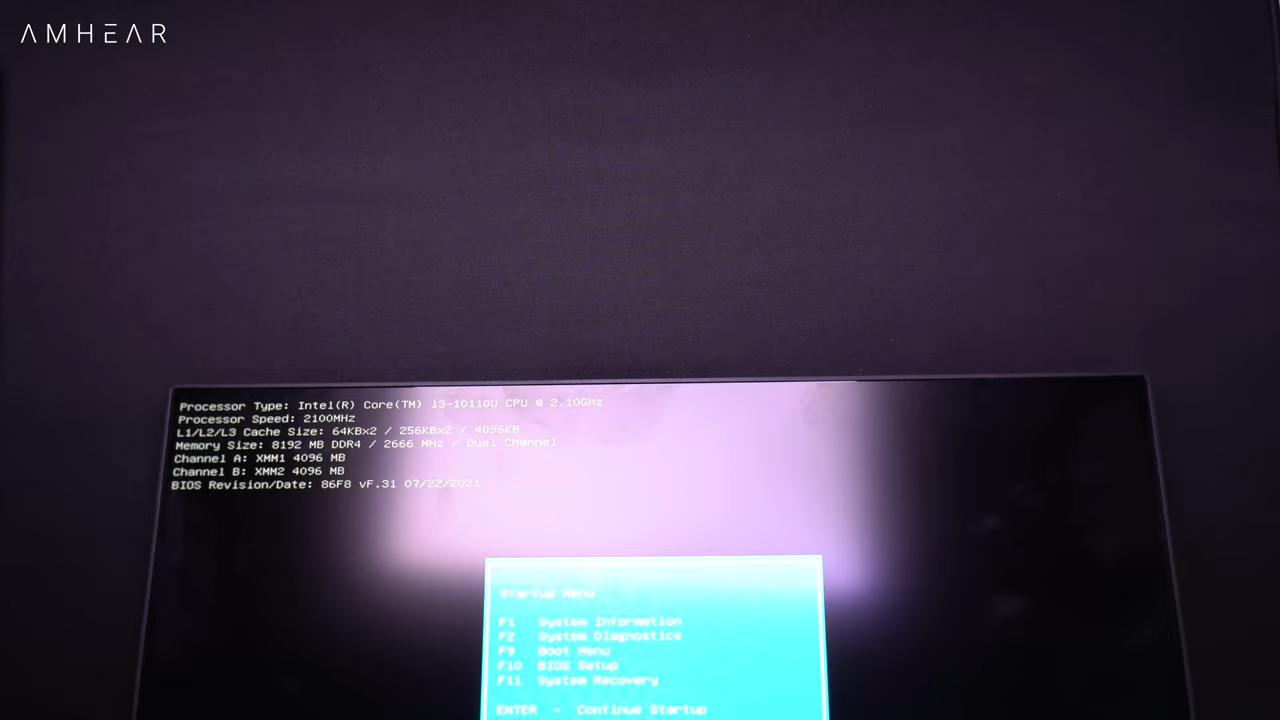 AMHEAR
Processor Type: Intel(R) Core(TM) i3-10110U CPU @ 2.10GHz
Processor Speed: 2100MHz
L1/L2/L3 Cache Size: 64KBx2 / 256KBx2 / 4096KB
Memory Size: 8192 MB DDR4 / 2666 MHz / Dual Channel
Channel A: XMM1 4096 MB
Channel B: XMM2 4096 MB
BIOS Revision/Date: 86F8 vF.31 07/22/2021
Startup Menu
F1 System Information
F2 System Diagnostics
F9 Boot Menu
F10 BIOS Setup
F11 System Recovery
ENTER - Continue Startup